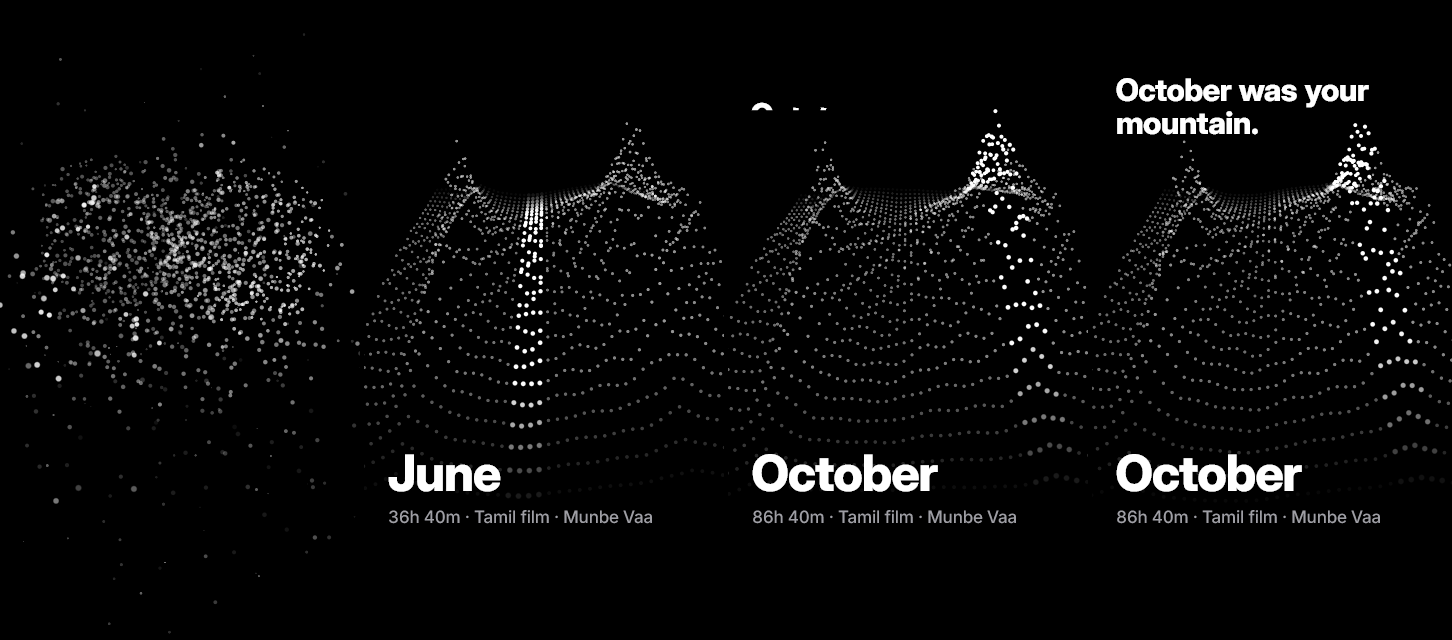 October was your
mountain.
June
36h 40m · Tamil film · Munbe Vaa
October
86h 40m · Tamil film · Munbe Vaa
October
86h 40m · Tamil film · Munbe Vaa